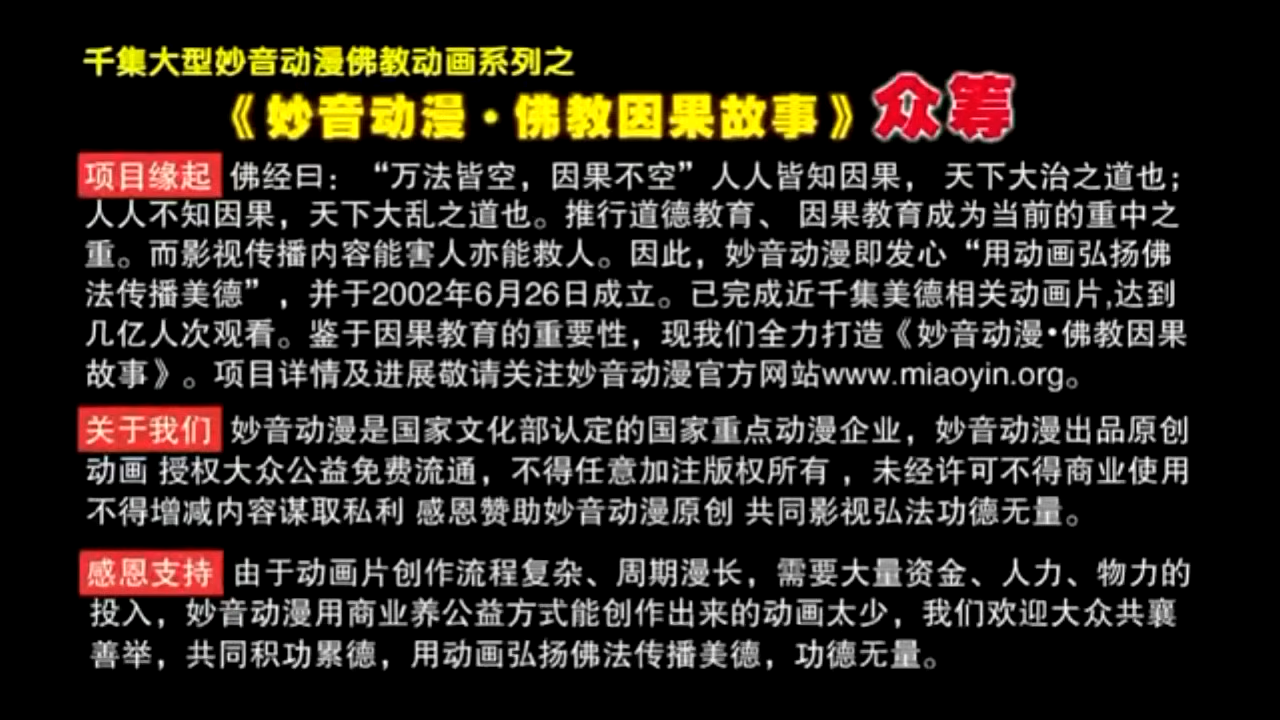 千集大型妙音动漫佛教动画系列之
《妙音动漫·佛教因果故事》众筹
项目缘起 佛经曰：“万法皆空，因果不空”人人皆知因果， 天下大治之道也；
人人不知因果，天下大乱之道也。推行道德教育、 因果教育成为当前的重中之
重。而影视传播内容能害人亦能救人。因此，妙音动漫即发心“用动画弘扬佛
法传播美德”，并于2002年6月26日成立。已完成近千集美德相关动画片,达到
几亿人次观看。鉴于因果教育的重要性，现我们全力打造《妙音动漫•佛教因果
故事》。项目详情及进展敬请关注妙音动漫官方网站www.miaoyin.org。
关于我们 妙音动漫是国家文化部认定的国家重点动漫企业，妙音动漫出品原创
动画 授权大众公益免费流通，不得任意加注版权所有 ，未经许可不得商业使用
不得增减内容谋取私利 感恩赞助妙音动漫原创 共同影视弘法功德无量。
感恩支持 由于动画片创作流程复杂、周期漫长，需要大量资金、人力、物力的
投入，妙音动漫用商业养公益方式能创作出来的动画太少，我们欢迎大众共襄
善举，共同积功累德，用动画弘扬佛法传播美德，功德无量。